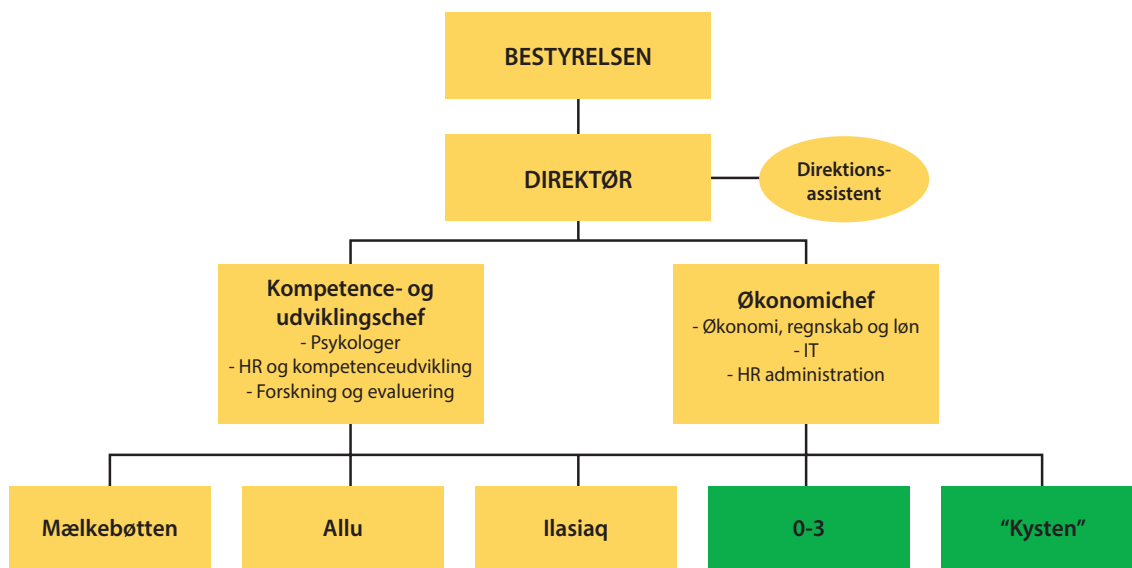 BESTYRELSEN
DIREKTØR
Direktions-
assistent
Kompetence- og
udviklingschef
- Psykologer
- HR og kompetenceudvikling
- Forskning og evaluering
Økonomichef
- Økonomi, regnskab og løn
- IT
- HR administration
Mælkebøtten
Allu
Ilasiaq
0-3
“Kysten”